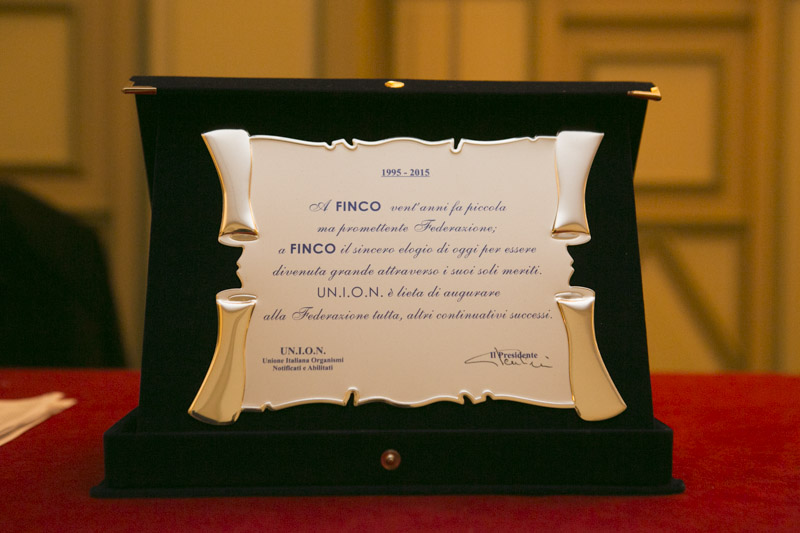 1995 - 2015
A FINCO vent'anni fa piccola
ma promettente Federazione;
a FINCO il sincero elogio di oggi per essere
divenuta grande attraverso i suoi soli meriti.
UN.I.O.N. è lieta di augurare
alla Federazione tutta, altri continuativi successi.
UN.I.O.N.
Unione Italiana Organismi
Notificati e Abilitati
Il Presidente